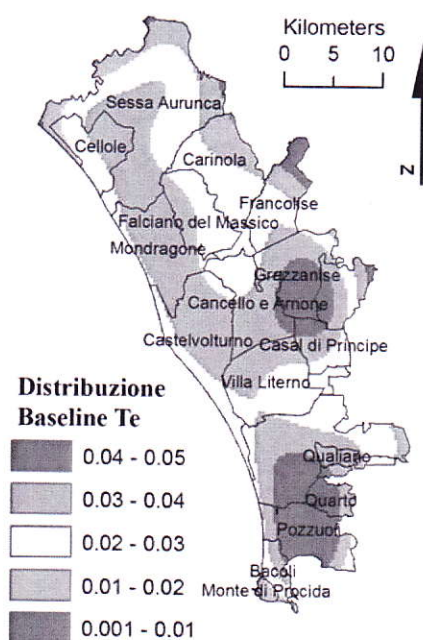 Kilometers
0 5 10
N
Sessa Aurunca
Cellole
Carinola
Francolise
Falciano del Massico
Mondragone
Grezzanise
Cancello e Arnone
Castelvolturno
Casal di Principe
Villa Literno
Distribuzione
Baseline Te
0.04 - 0.05
0.03 - 0.04
0.02 - 0.03
0.01 - 0.02
0.001 - 0.01
Qualiano
Quarto
Pozzuoli
Bacoli
Monte di Procida